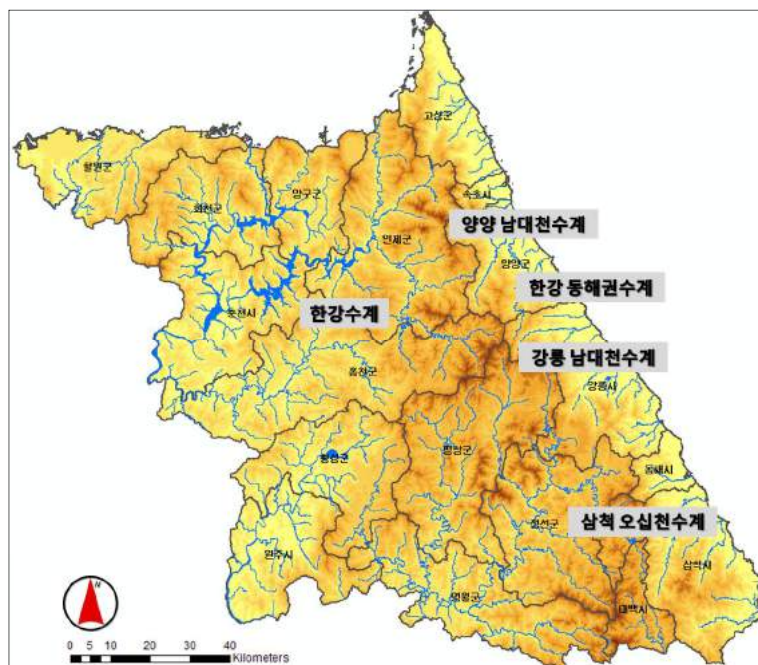 고성군
철원군
속초시
화천군
양구군
인제군
양양 남대천수계
양양군
한강 동해권수계
한강수계
춘천시
강릉 남대천수계
홍천군
강릉시
횡성군
평창군
동해시
삼척 오십천수계
정선군
원주시
삼척시
영월군
태백시
N
0 5 10 20 30 40
Kilometers